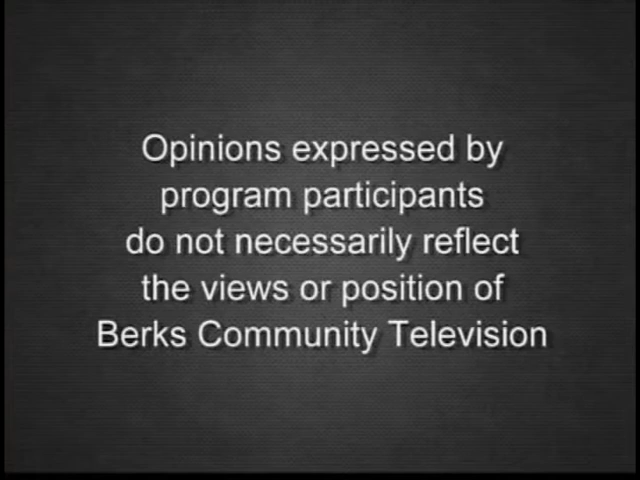 Opinions expressed by
program participants
do not necessarily reflect
the views or position of
Berks Community Television